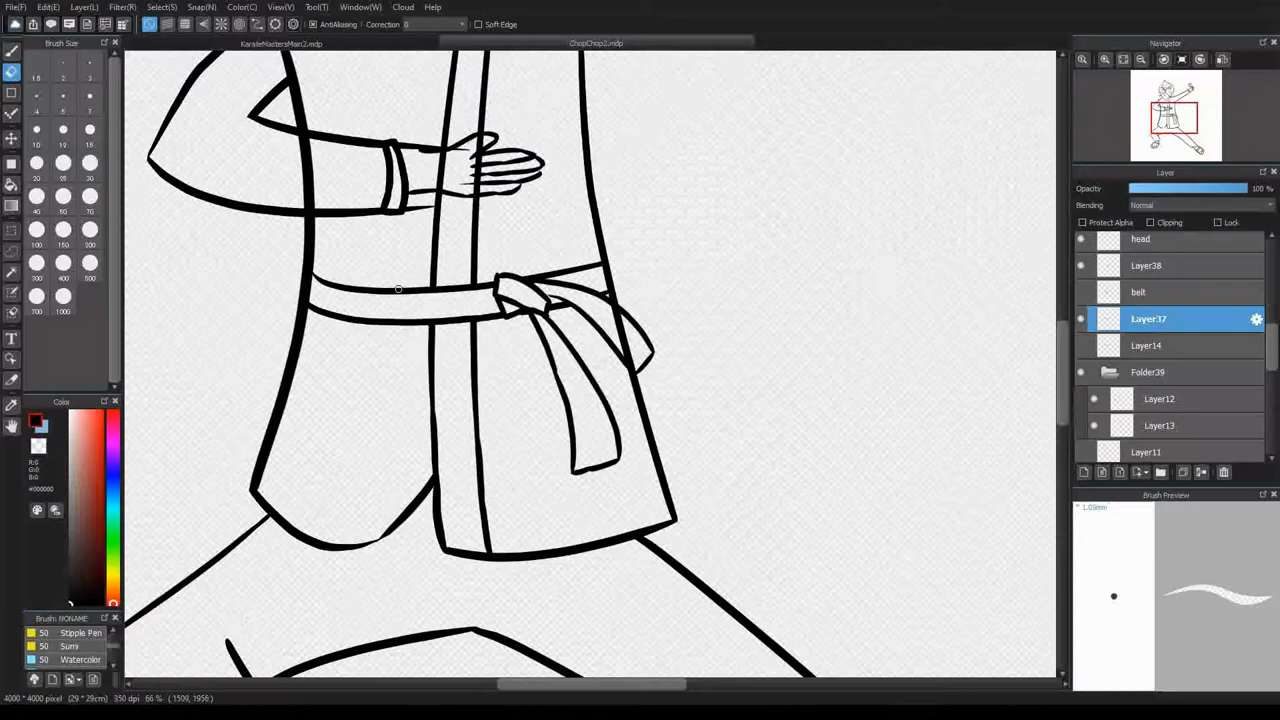 File(F) Edit(E) Layer(L) Filter(R) Select(S) Snap(N) Color(C) View(V) Tool(T) Window(W) Cloud Help
AntiAliasing Correction 0 Soft Edge
Brush Size
KarateMastersMain2.mdp
ChopChop2.mdp
Navigator
1.5 2 3
4 5 7
10 12 15
20 25 30
40 50 70
100 150 200
300 400 500
700 1000
Layer
Opacity 100 %
Blending Normal
Protect Alpha Clipping Lock
head
Layer38
belt
Layer37
Layer14
Folder39
Layer12
Layer13
Layer11
Color
R:0
G:0
B:0
#000000
Brush Preview
* 1.09mm
Brush: NONAME
50 Stipple Pen
50 Sumi
50 Watercolor
4000 * 4000 pixel (29 * 29cm) 350 dpi 66 % ( 1509, 1956 )